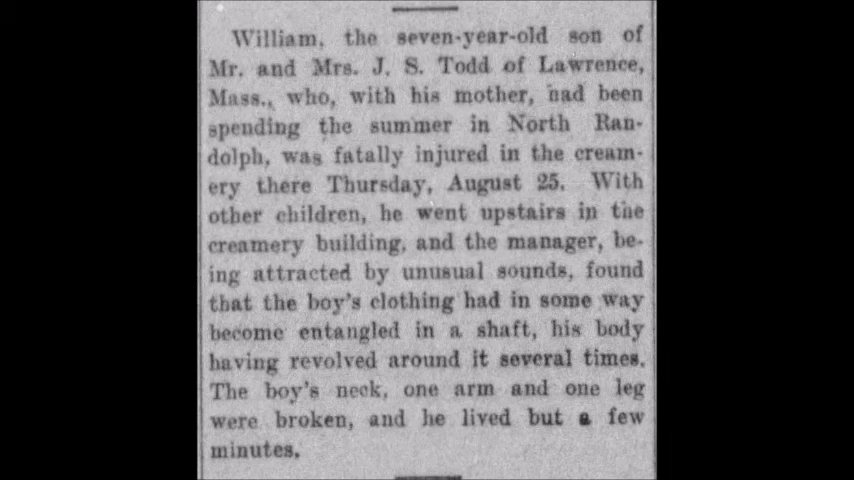 William, the seven-year-old son of
Mr. and Mrs. J. S. Todd of Lawrence,
Mass., who, with his mother, had been
spending the summer in North Ran-
dolph, was fatally injured in the cream-
ery there Thursday, August 25. With
other children, he went upstairs in the
creamery building, and the manager, be-
ing attracted by unusual sounds, found
that the boy's clothing had in some way
become entangled in a shaft, his body
having revolved around it several times.
The boy's neck, one arm and one leg
were broken, and he lived but a few
minutes.